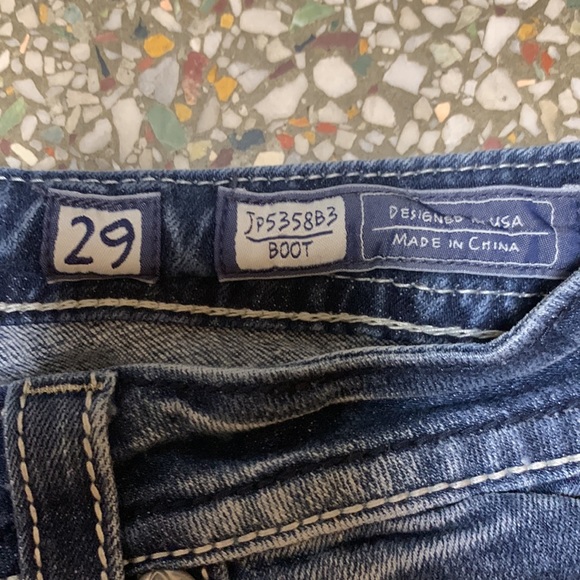 29
JP5358B3
BOOT
DESIGNED USA
MADE IN CHINA